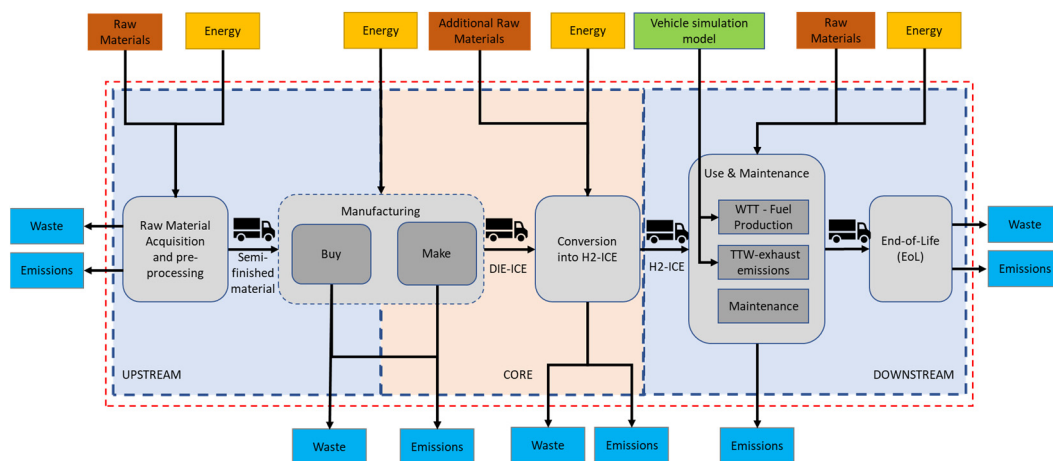 Raw
Materials
Energy
Energy
Additional Raw
Materials
Energy
Vehicle simulation
model
Raw
Materials
Energy
Waste
Emissions
Raw Material
Acquisition
and pre-
processing
Semi-
finished
material
Manufacturing
Buy
Make
DIE-ICE
Conversion
into H2-ICE
H2-ICE
Use & Maintenance
WTT - Fuel
Production
TTW-exhaust
emissions
Maintenance
End-of-Life
(EoL)
Waste
Emissions
UPSTREAM
CORE
DOWNSTREAM
Waste
Emissions
Waste
Emissions
Emissions